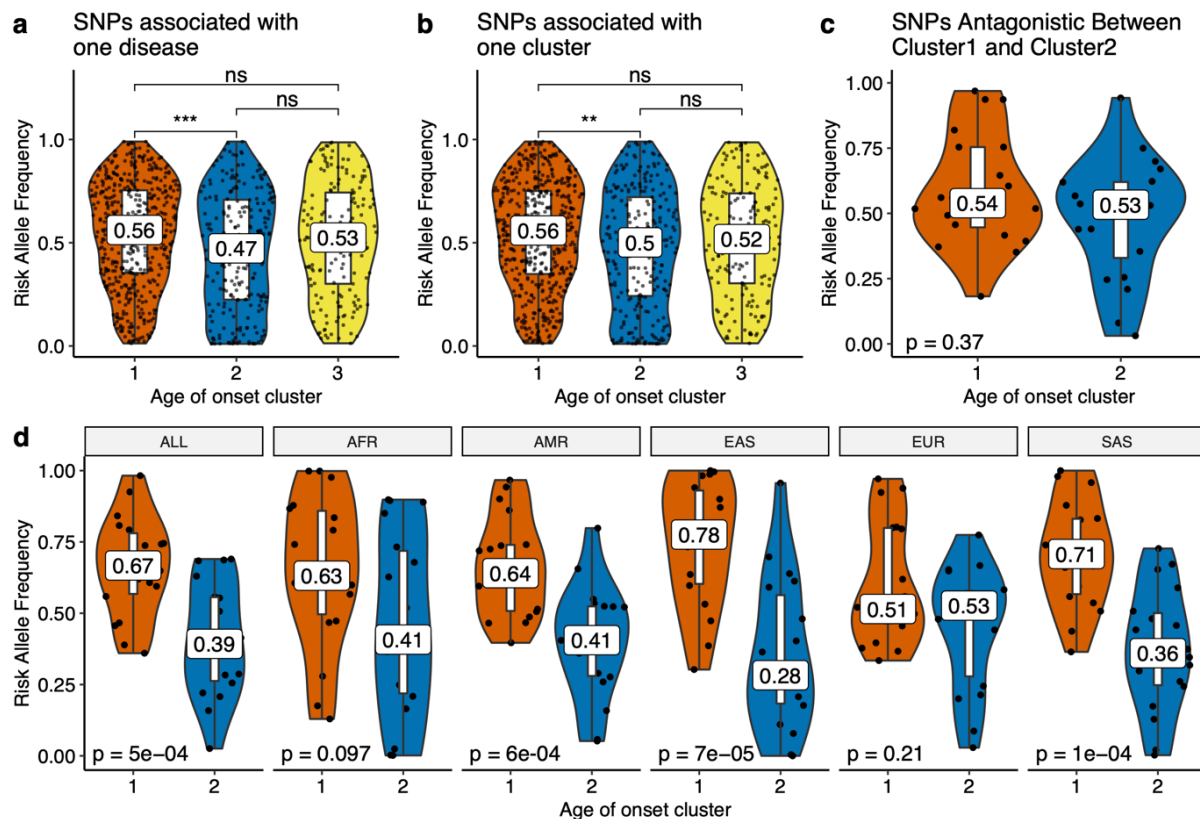 a SNPs associated with
one disease
ns
ns
***
Risk Allele Frequency
1.0
0.5
0.0
0.56
0.47
0.53
1 2 3
Age of onset cluster
b SNPs associated with
one cluster
ns
ns
**
Risk Allele Frequency
1.0
0.5
0.0
0.56
0.5
0.52
1 2 3
Age of onset cluster
c SNPs Antagonistic Between
Cluster1 and Cluster2
Risk Allele Frequency
1.00
0.75
0.50
0.25
0.00
0.54
0.53
p = 0.37
1 2
Age of onset cluster
d
ALL AFR AMR EAS EUR SAS
Risk Allele Frequency
1.00
0.75
0.50
0.25
0.00
0.67 0.39
0.63 0.41
0.64 0.41
0.78 0.28
0.51 0.53
0.71 0.36
p = 5e−04 p = 0.097 p = 6e−04 p = 7e−05 p = 0.21 p = 1e−04
1 2 1 2 1 2 1 2 1 2 1 2
Age of onset cluster